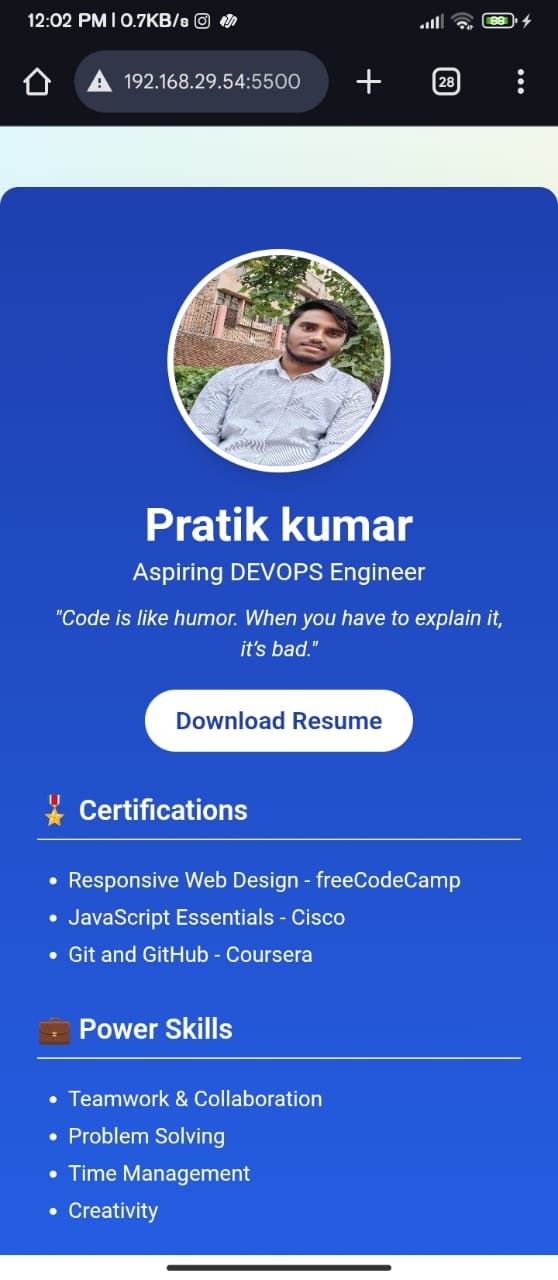 12:02 PM | 0.7KB/s
88
192.168.29.54:5500
28
Pratik kumar
Aspiring DEVOPS Engineer
"Code is like humor. When you have to explain it,
it’s bad."
Download Resume
Certifications
• Responsive Web Design - freeCodeCamp
• JavaScript Essentials - Cisco
• Git and GitHub - Coursera
Power Skills
• Teamwork & Collaboration
• Problem Solving
• Time Management
• Creativity